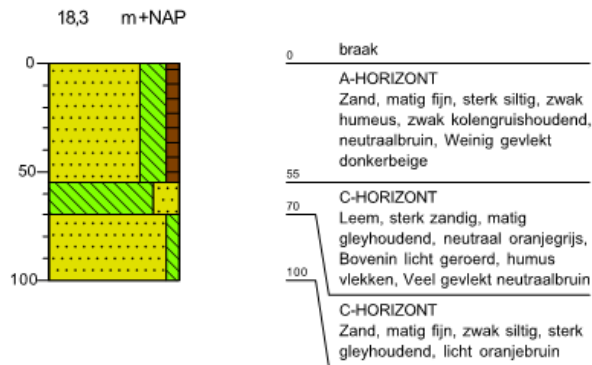 18,3 m+NAP
0
50
100
0 braak
A-HORIZONT
Zand, matig fijn, sterk siltig, zwak
humeus, zwak kolengruishoudend,
neutraalbruin, Weinig gevlekt
donkerbeige
55
C-HORIZONT
70
Leem, sterk zandig, matig
gleyhoudend, neutraal oranjegrijs,
Bovenin licht geroerd, humus
vlekken, Veel gevlekt neutraalbruin
100
C-HORIZONT
Zand, matig fijn, zwak siltig, sterk
gleyhoudend, licht oranjebruin